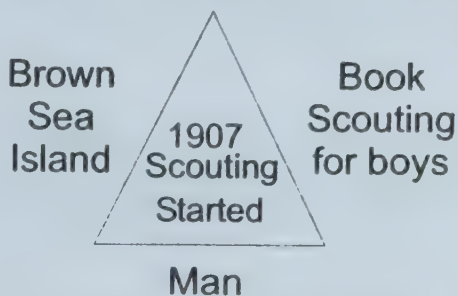 Brown
Sea
Island
1907
Scouting
Started
Book
Scouting
for boys
Man